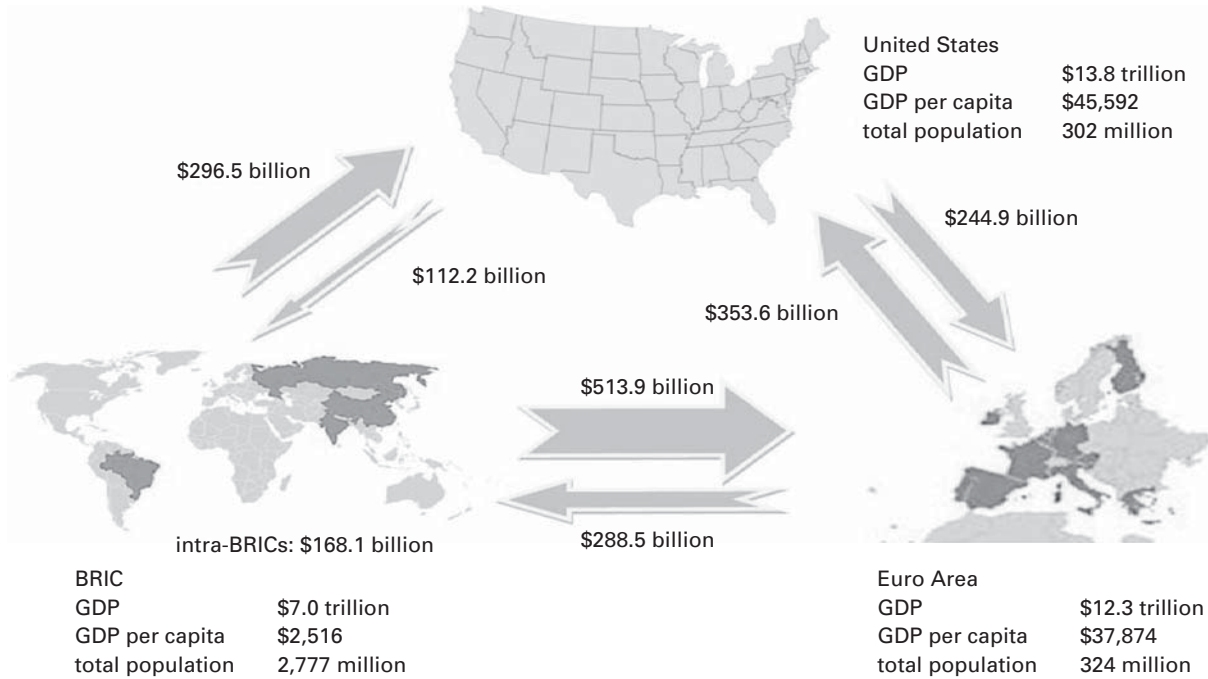 United States
GDP $13.8 trillion
GDP per capita $45,592
total population 302 million
$296.5 billion
$244.9 billion
$112.2 billion
$353.6 billion
$513.9 billion
$288.5 billion
intra-BRICs: $168.1 billion
BRIC
GDP $7.0 trillion
GDP per capita $2,516
total population 2,777 million
Euro Area
GDP $12.3 trillion
GDP per capita $37,874
total population 324 million